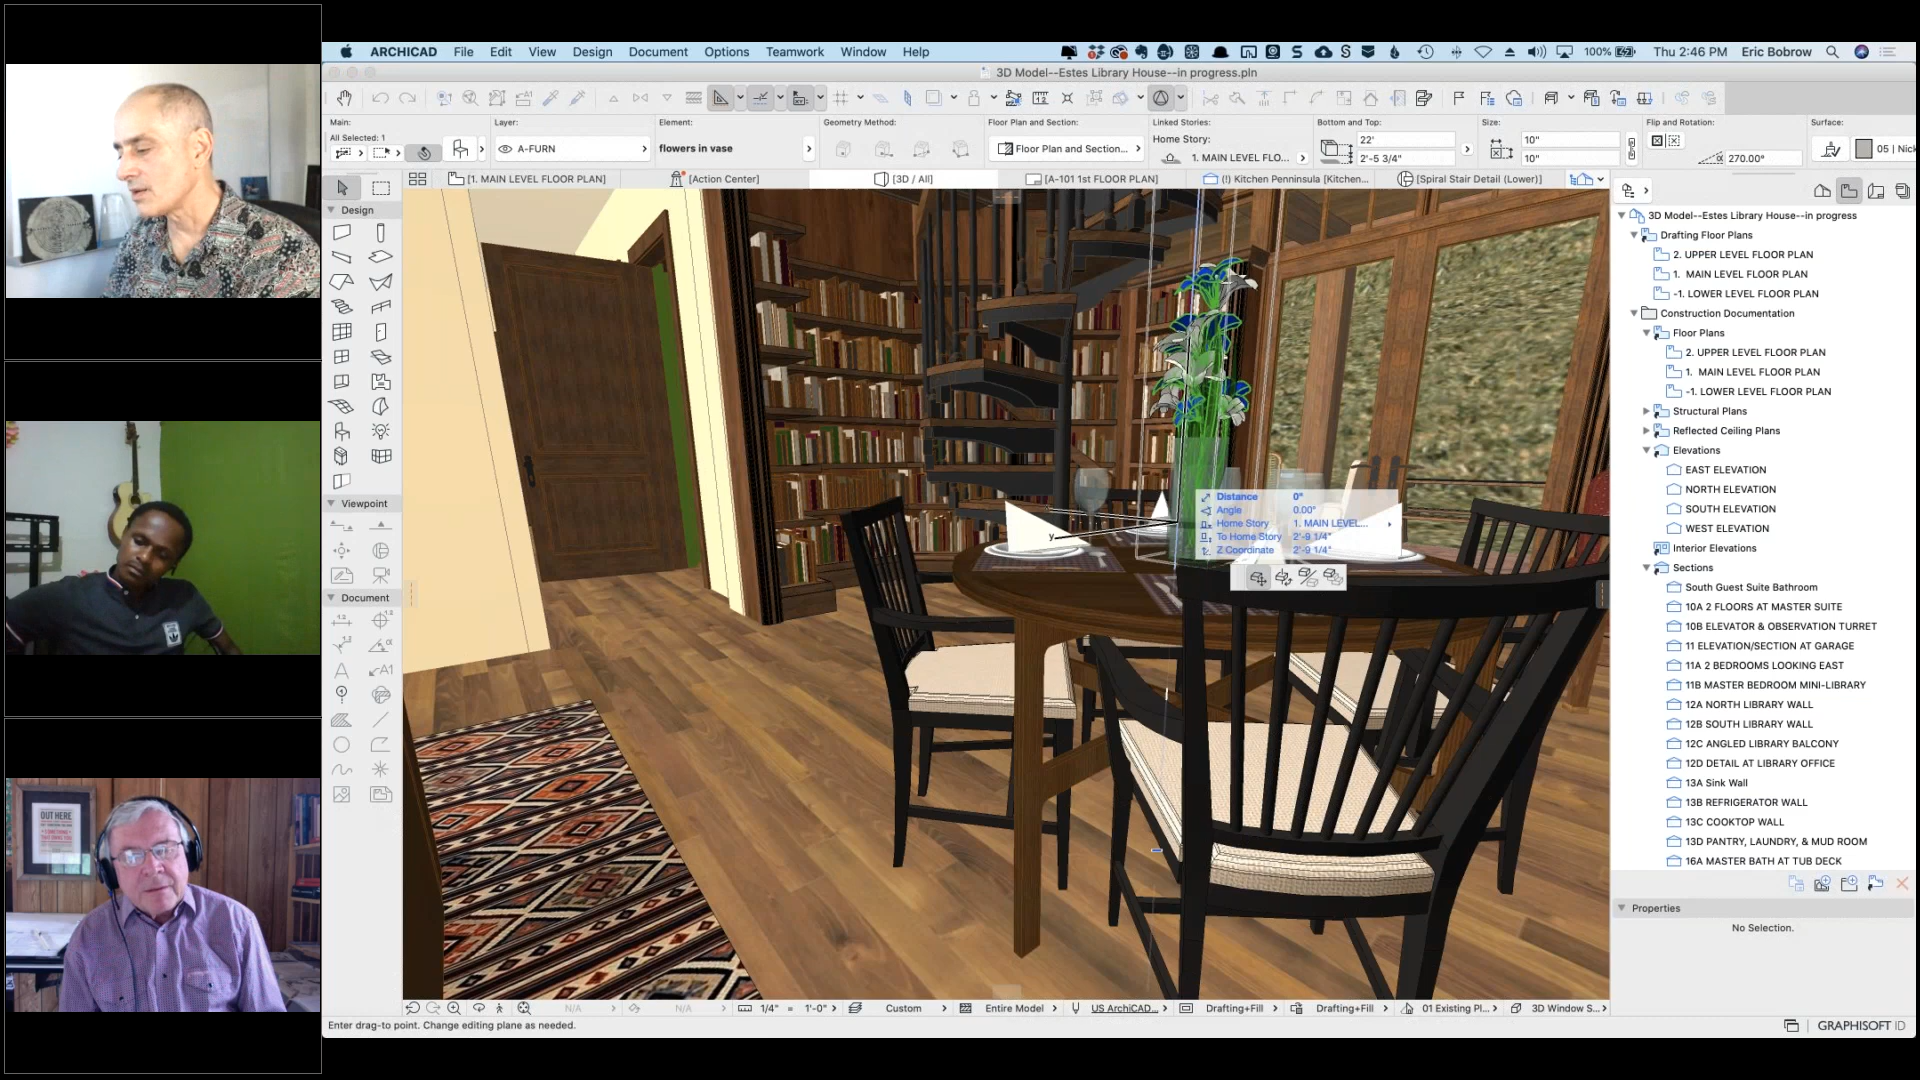 ARCHICAD File Edit View Design Document Options Teamwork Window Help 100% Thu 2:46 PM Eric Bobrow
3D Model--Estes Library House--in progress.pln
Main: Layer: Element: Geometry Method: Floor Plan and Section: Linked Stories: Bottom and Top: Size: Flip and Rotation: Surface:
All Selected: 1
Home Story: 22' 10"
A-FURN flowers in vase Floor Plan and Section... 05 | Nick
1. MAIN LEVEL FLO... 2'-5 3/4" 10" 270.00°
[1. MAIN LEVEL FLOOR PLAN] [Action Center] [3D / All] [A-101 1st FLOOR PLAN] (!) Kitchen Penninsula [Kitchen... [Spiral Stair Detail (Lower)]
Design
Viewpoint
Document
OUT HERE
Distance 0"
Angle 0.00°
Home Story 1. MAIN LEVEL...
To Home Story 2'-9 1/4"
Z Coordinate 2'-9 1/4"
y
3D Model--Estes Library House--in progress
Drafting Floor Plans
2. UPPER LEVEL FLOOR PLAN
1. MAIN LEVEL FLOOR PLAN
-1. LOWER LEVEL FLOOR PLAN
Construction Documentation
Floor Plans
2. UPPER LEVEL FLOOR PLAN
1. MAIN LEVEL FLOOR PLAN
-1. LOWER LEVEL FLOOR PLAN
Structural Plans
Reflected Ceiling Plans
Elevations
EAST ELEVATION
NORTH ELEVATION
SOUTH ELEVATION
WEST ELEVATION
Interior Elevations
Sections
South Guest Suite Bathroom
10A 2 FLOORS AT MASTER SUITE
10B ELEVATOR & OBSERVATION TURRET
11 ELEVATION/SECTION AT GARAGE
11A 2 BEDROOMS LOOKING EAST
11B MASTER BEDROOM MINI-LIBRARY
12A NORTH LIBRARY WALL
12B SOUTH LIBRARY WALL
12C ANGLED LIBRARY BALCONY
12D DETAIL AT LIBRARY OFFICE
13A Sink Wall
13B REFRIGERATOR WALL
13C COOKTOP WALL
13D PANTRY, LAUNDRY, & MUD ROOM
16A MASTER BATH AT TUB DECK
Properties
No Selection.
N/A N/A 1/4" = 1'-0" Custom Entire Model US ArchiCAD... Drafting+Fill Drafting+Fill 01 Existing Pl... 3D Window S...
Enter drag-to point. Change editing plane as needed. GRAPHISOFT ID